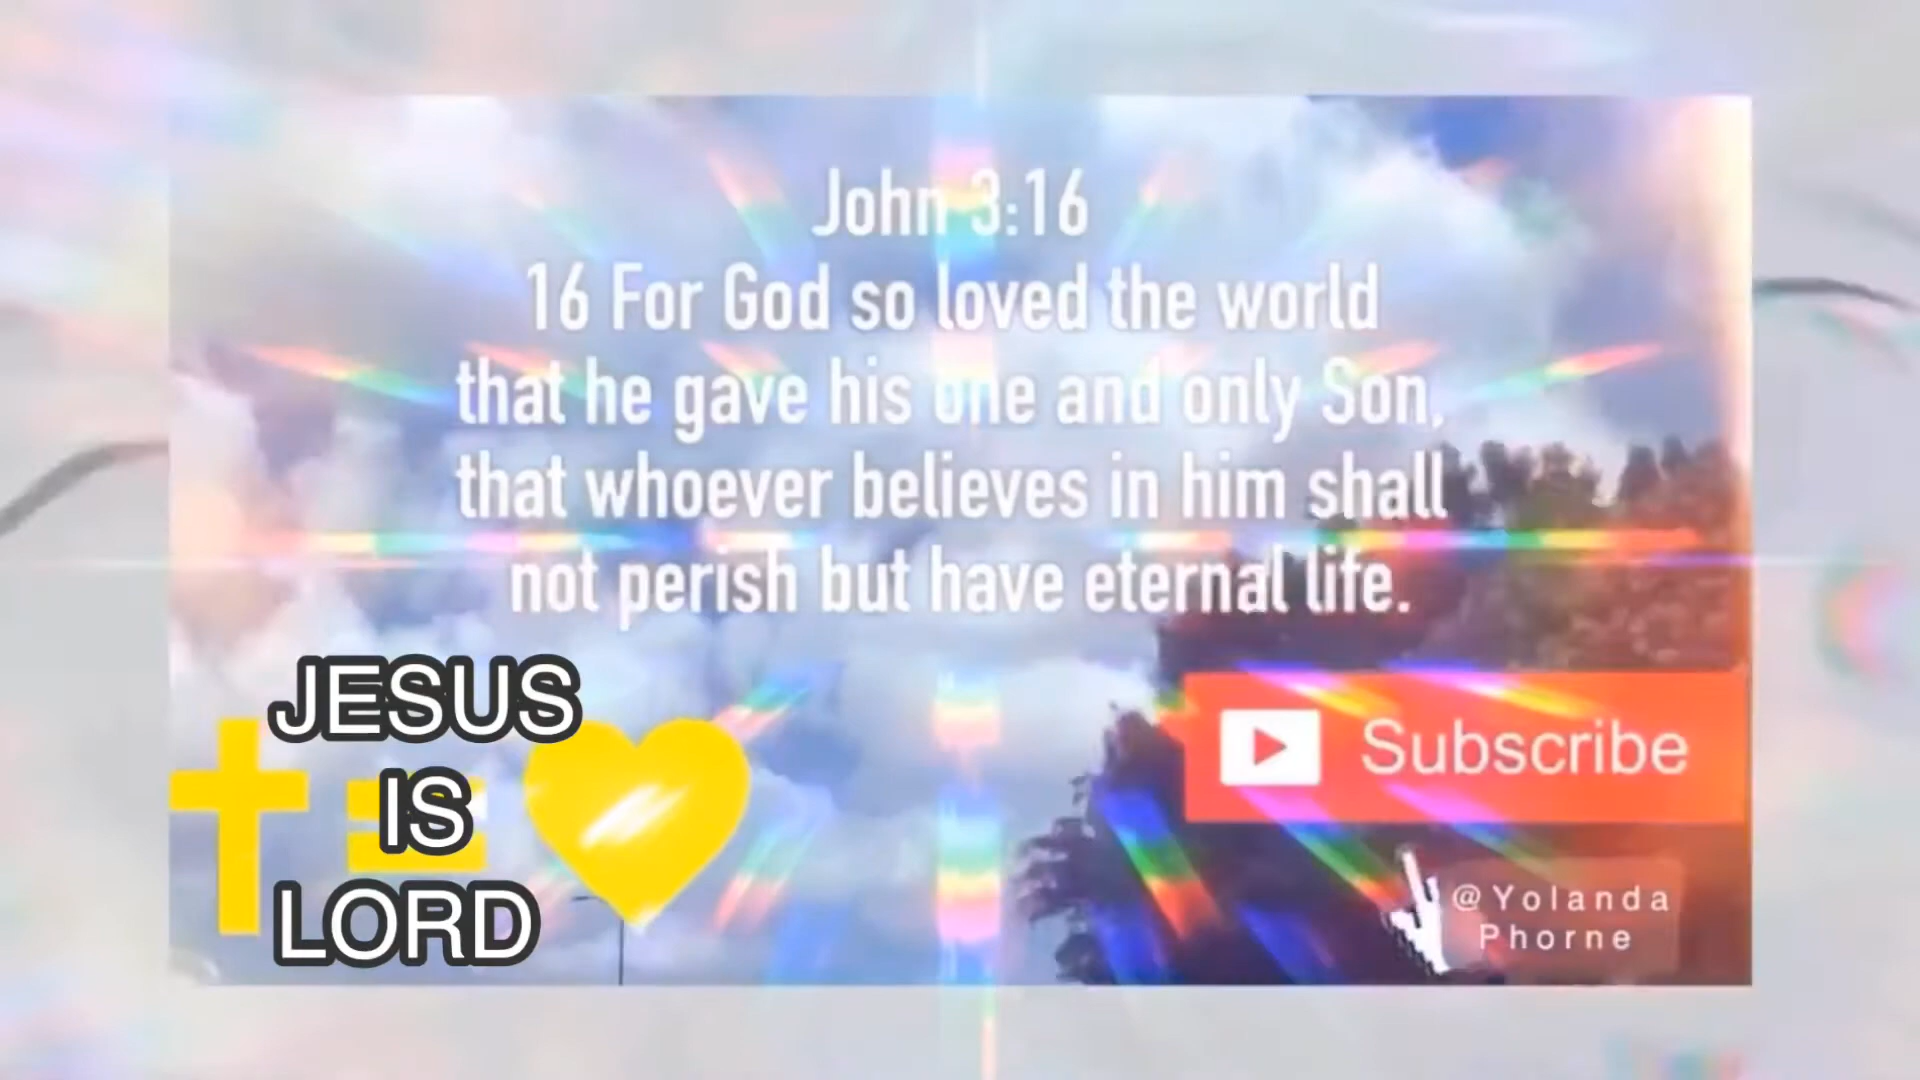 John 3:16
16 For God so loved the world
that he gave his one and only Son,
that whoever believes in him shall
not perish but have eternal life.
JESUS
IS
LORD
Subscribe
@Yolanda
Phorne